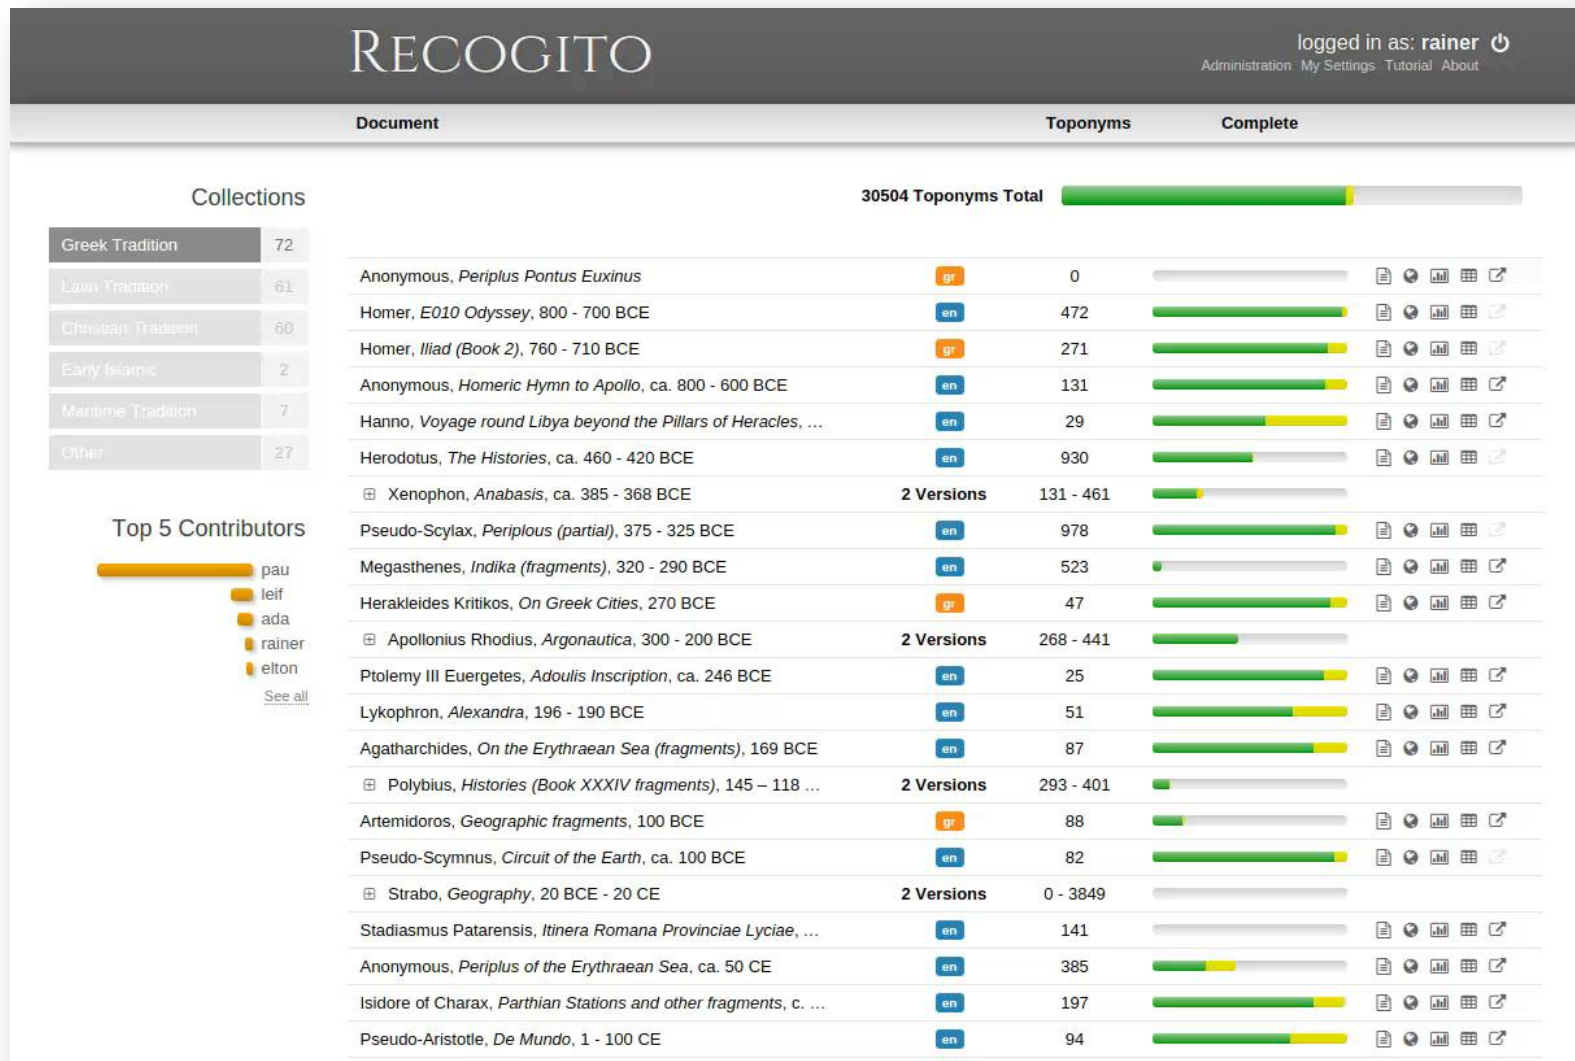 RECOGITO
logged in as: rainer
Administration My Settings Tutorial About
Document Toponyms Complete
Collections
30504 Toponyms Total
Greek Tradition 72
Latin Tradition 61
Christian Tradition 60
Early Islamic 2
Maritime Tradition 7
Other 27
Top 5 Contributors
pau
leif
ada
rainer
elton
See all
Anonymous, Periplus Pontus Euxinus gr 0
Homer, E010 Odyssey, 800 - 700 BCE en 472
Homer, Iliad (Book 2), 760 - 710 BCE gr 271
Anonymous, Homeric Hymn to Apollo, ca. 800 - 600 BCE en 131
Hanno, Voyage round Libya beyond the Pillars of Heracles, ... en 29
Herodotus, The Histories, ca. 460 - 420 BCE en 930
Xenophon, Anabasis, ca. 385 - 368 BCE 2 Versions 131 - 461
Pseudo-Scylax, Periplous (partial), 375 - 325 BCE en 978
Megasthenes, Indika (fragments), 320 - 290 BCE en 523
Herakleides Kritikos, On Greek Cities, 270 BCE gr 47
Apollonius Rhodius, Argonautica, 300 - 200 BCE 2 Versions 268 - 441
Ptolemy III Euergetes, Adoulis Inscription, ca. 246 BCE en 25
Lykophron, Alexandra, 196 - 190 BCE en 51
Agatharchides, On the Erythraean Sea (fragments), 169 BCE en 87
Polybius, Histories (Book XXXIV fragments), 145 – 118 ... 2 Versions 293 - 401
Artemidoros, Geographic fragments, 100 BCE gr 88
Pseudo-Scymnus, Circuit of the Earth, ca. 100 BCE en 82
Strabo, Geography, 20 BCE - 20 CE 2 Versions 0 - 3849
Stadiasmus Patarensis, Itinera Romana Provinciae Lyciae, ... en 141
Anonymous, Periplus of the Erythraean Sea, ca. 50 CE en 385
Isidore of Charax, Parthian Stations and other fragments, c. ... en 197
Pseudo-Aristotle, De Mundo, 1 - 100 CE en 94